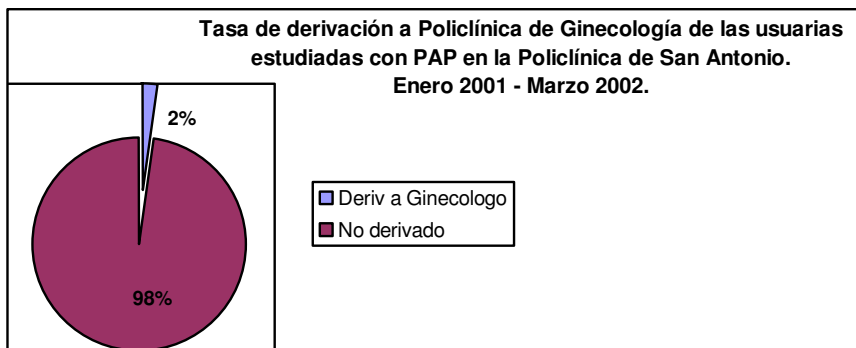 Tasa de derivación a Policlínica de Ginecología de las usuarias
estudiadas con PAP en la Policlínica de San Antonio.
Enero 2001 - Marzo 2002.
2%
Deriv a Ginecologo
No derivado
98%